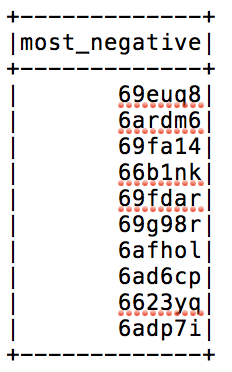 +-------------+
|most_negative|
+-------------+
|       69euq8|
|       6ardm6|
|       69fa14|
|       66b1nk|
|       69fdar|
|       69g98r|
|       6afhol|
|       6ad6cp|
|       6623yq|
|       6adp7i|
+-------------+